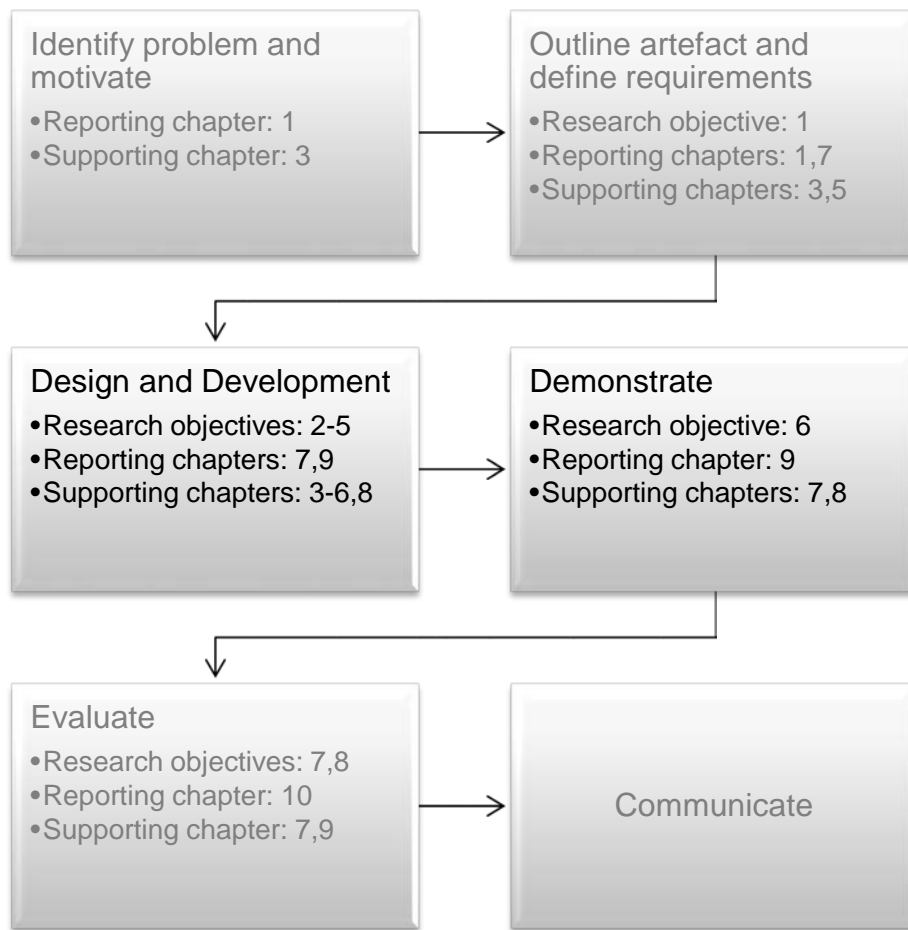 Identify problem and
motivate
•Reporting chapter: 1
•Supporting chapter: 3
Outline artefact and
define requirements
•Research objective: 1
•Reporting chapters: 1,7
•Supporting chapters: 3,5
Design and Development
•Research objectives: 2-5
•Reporting chapters: 7,9
•Supporting chapters: 3-6,8
Demonstrate
•Research objective: 6
•Reporting chapter: 9
•Supporting chapters: 7,8
Evaluate
•Research objectives: 7,8
•Reporting chapter: 10
•Supporting chapter: 7,9
Communicate